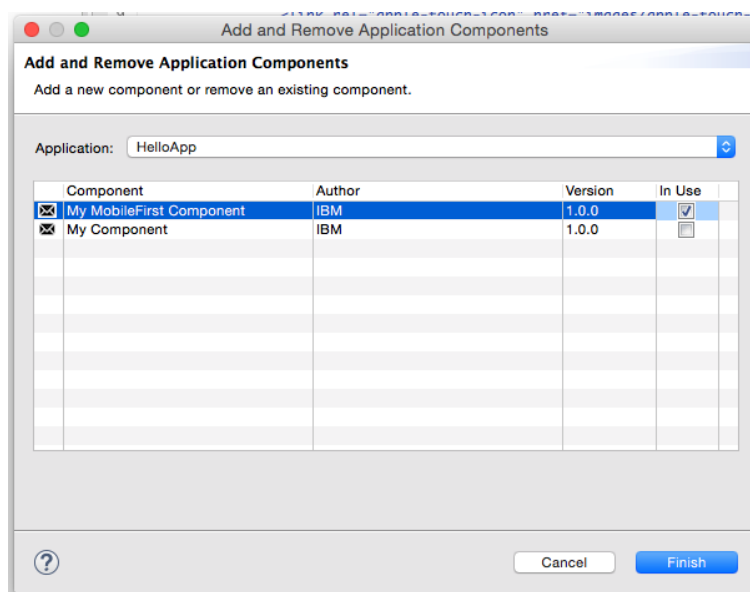 Add and Remove Application Components
Add and Remove Application Components
Add a new component or remove an existing component.
Application: HelloApp
Component Author Version In Use
My MobileFirst Component IBM 1.0.0
My Component IBM 1.0.0
?
Cancel Finish